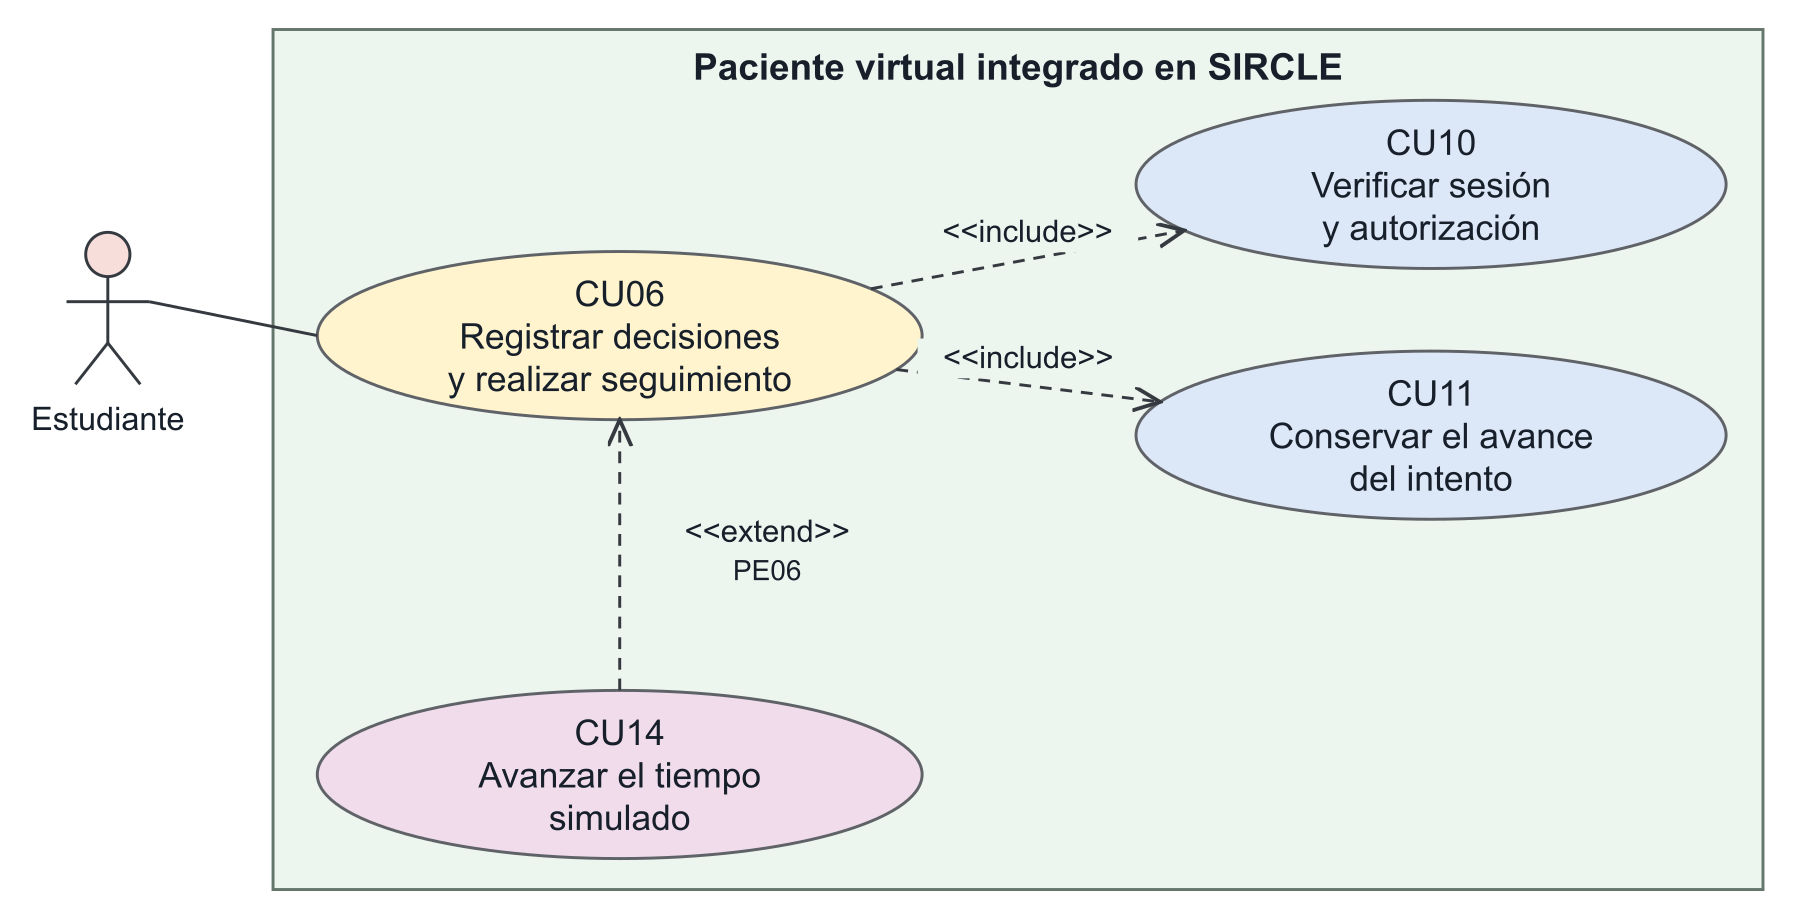 Paciente virtual integrado en SIRCLE
CU10
Verificar sesión
y autorización
<<include>>
CU06
Registrar decisiones
y realizar seguimiento
<<include>>
CU11
Conservar el avance
del intento
Estudiante
<<extend>>
PE06
CU14
Avanzar el tiempo
simulado